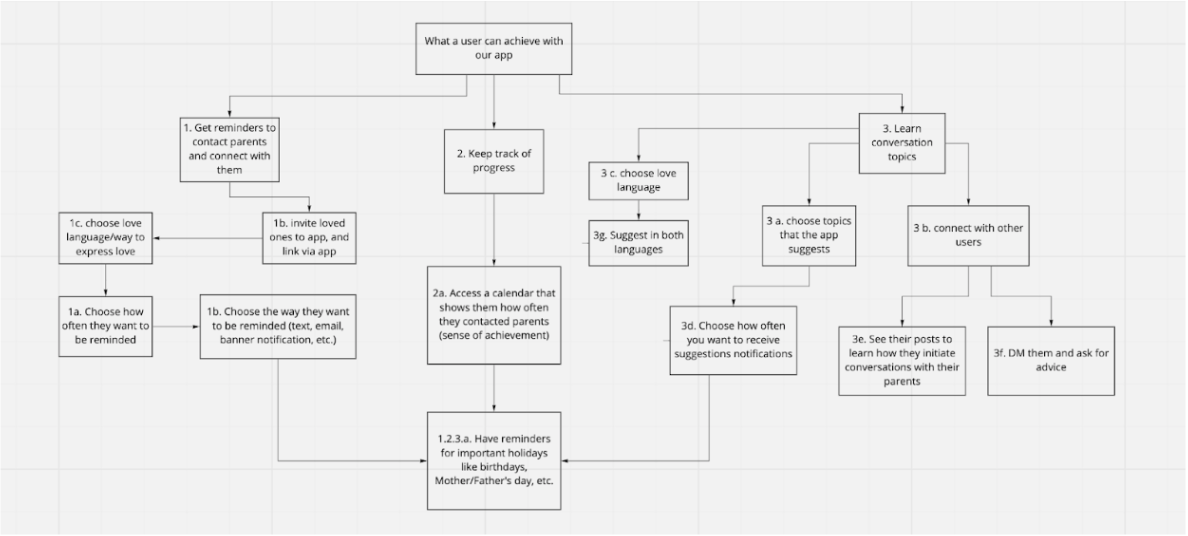 What a user can achieve with
our app
1. Get reminders to
contact parents
and connect with
them
2. Keep track of
progress
3. Learn
conversation
topics
3 c. choose love
language
1c. choose love
language/way to
express love
1b. invite loved
ones to app, and
link via app
3g. Suggest in both
languages
3 a. choose topics
that the app
suggests
3 b. connect with other
users
2a. Access a calendar that
shows them how often
they contacted parents
(sense of achievement)
1a. Choose how
often they want to
be reminded
1b. Choose the way they want
to be reminded (text, email,
banner notification, etc.)
3d. Choose how often
you want to receive
suggestions notifications
3e. See their posts to
learn how they initiate
conversations with their
parents
3f. DM them and ask for
advice
1.2.3.a. Have reminders
for important holidays
like birthdays,
Mother/Father's day, etc.